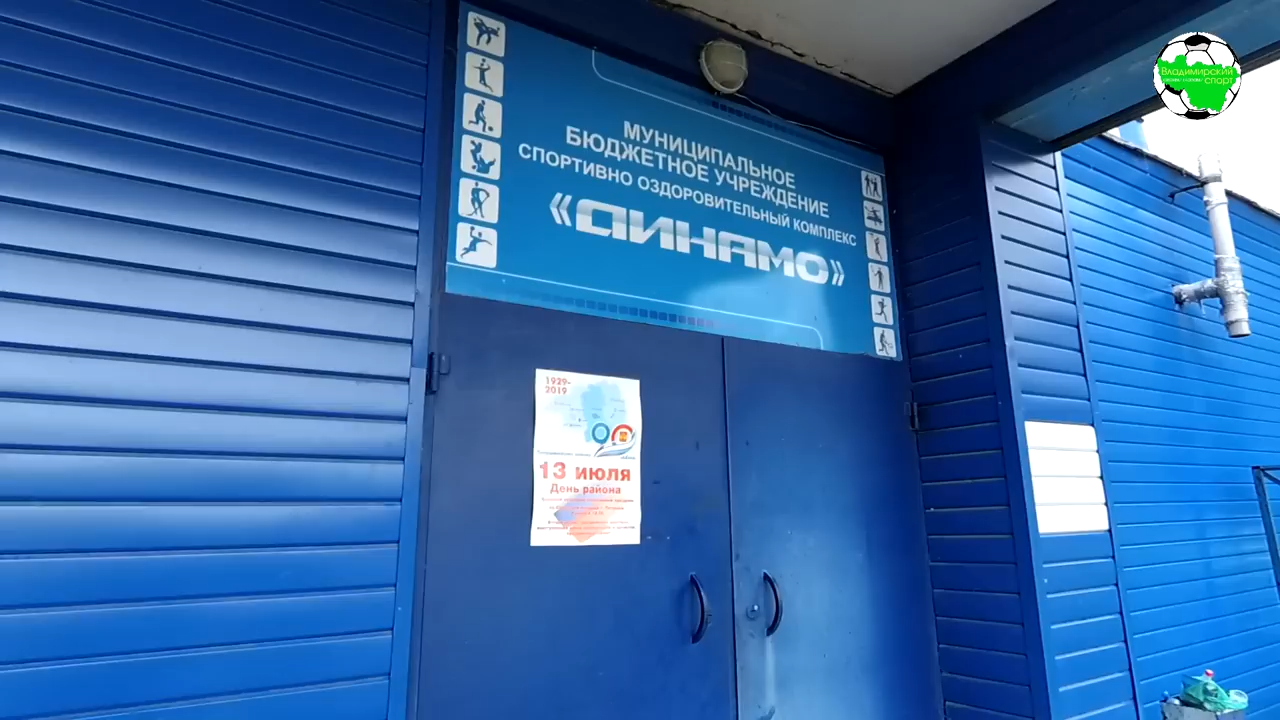 МУНИЦИПАЛЬНОЕ
БЮДЖЕТНОЕ УЧРЕЖДЕНИЕ
СПОРТИВНО ОЗДОРОВИТЕЛЬНЫЙ КОМПЛЕКС
«ДИНАМО»
Владимирский
спорт
1929-
2019
13 июля
День района